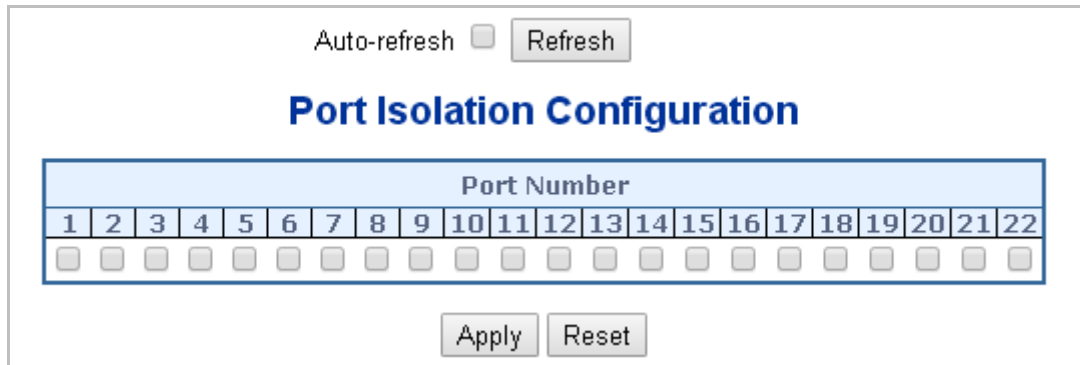 Auto-refresh Refresh
Port Isolation Configuration
Port Number
1 2 3 4 5 6 7 8 9 10 11 12 13 14 15 16 17 18 19 20 21 22
Apply Reset